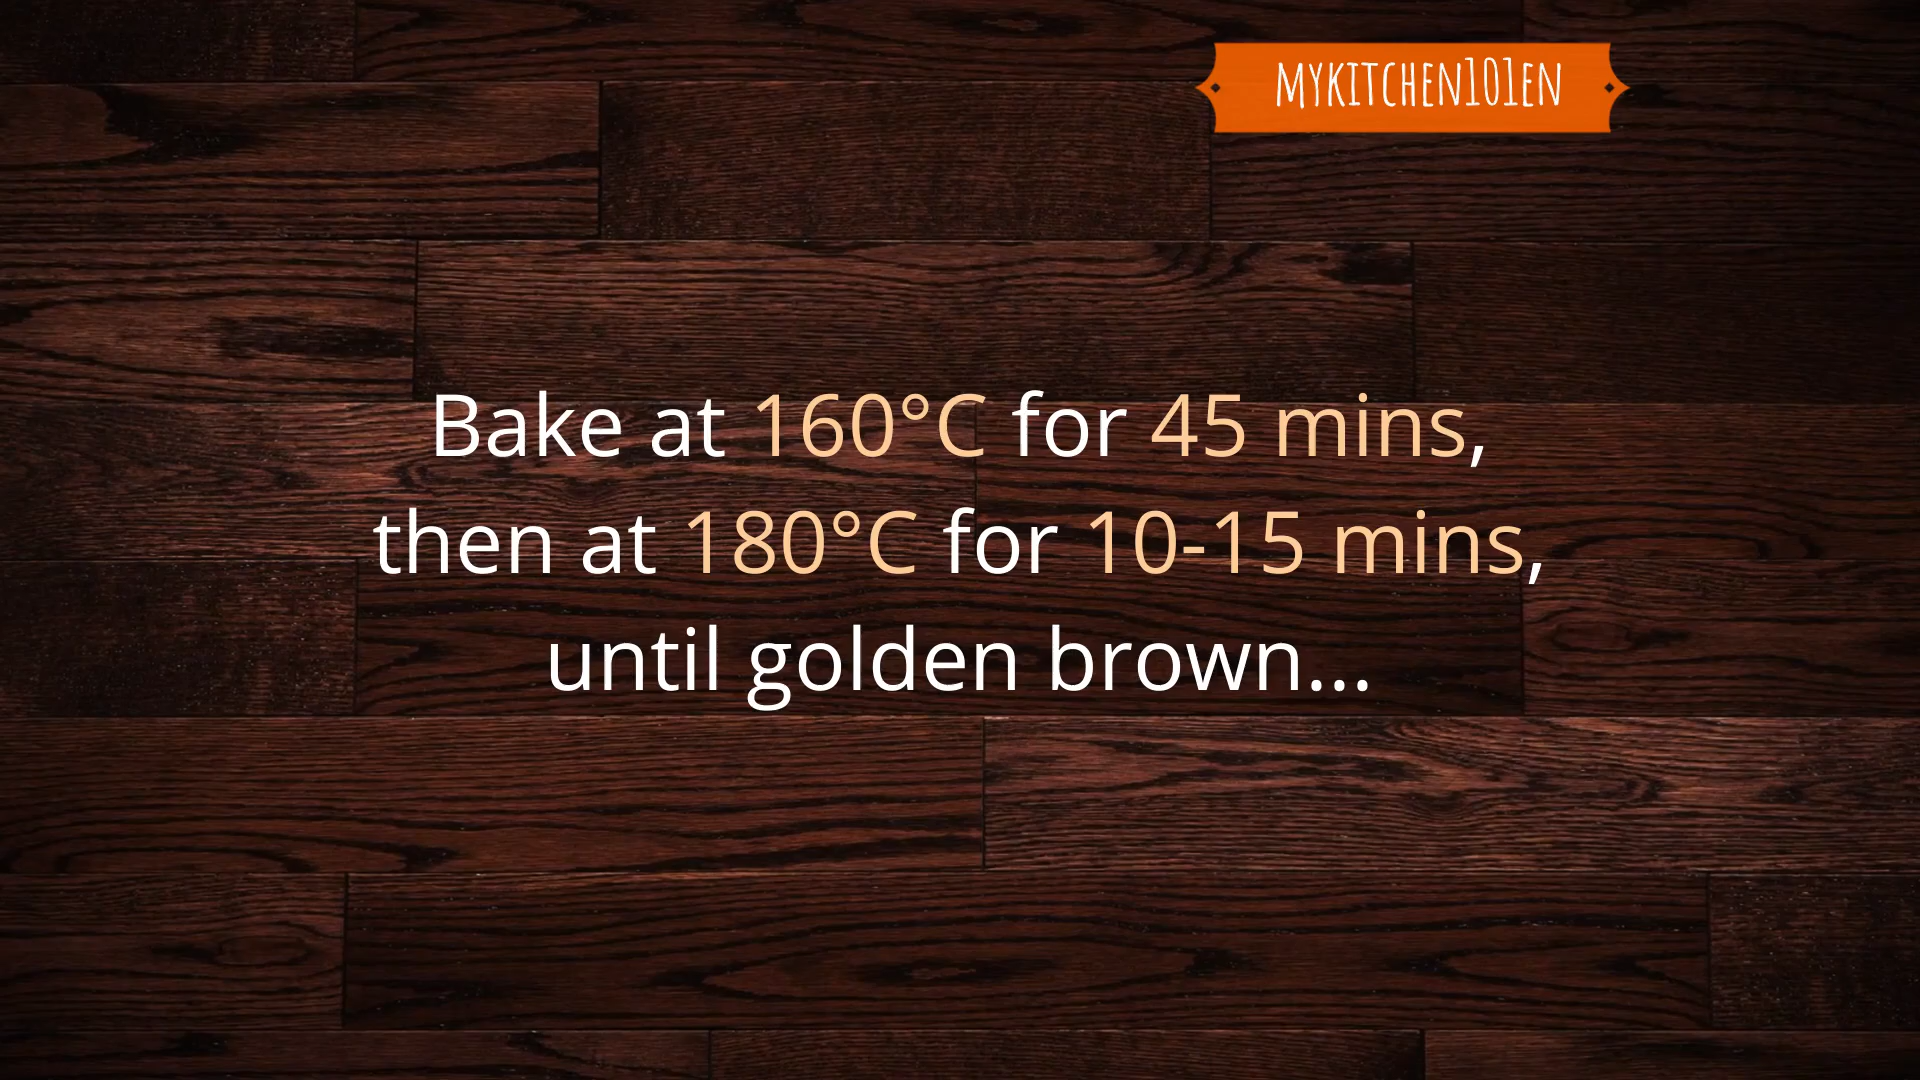 MYKITCHEN101EN
Bake at 160°C for 45 mins,
then at 180°C for 10-15 mins,
until golden brown...